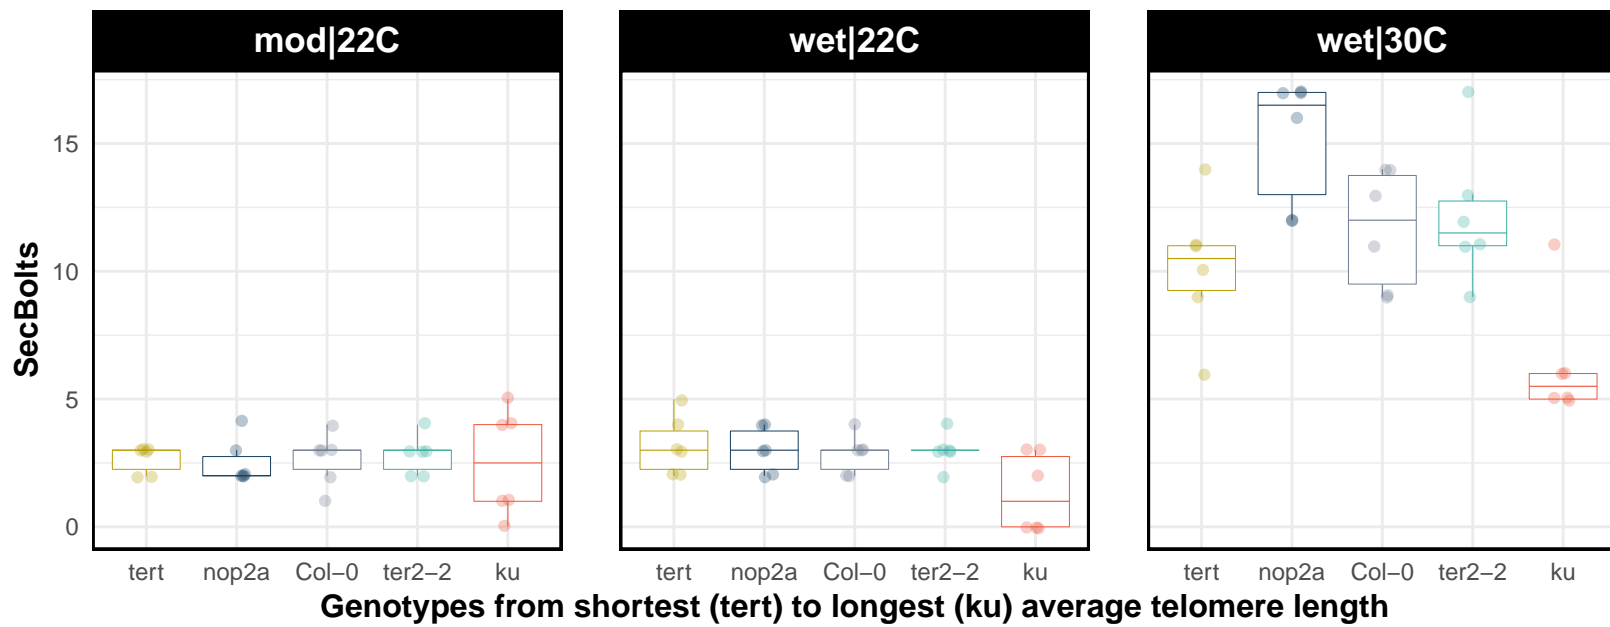 mod|22C
wet|22C
wet|30C
SecBolts
15
10
5
0
tert nop2a Col−0 ter2−2 ku
tert nop2a Col−0 ter2−2 ku
tert nop2a Col−0 ter2−2 ku
Genotypes from shortest (tert) to longest (ku) average telomere length